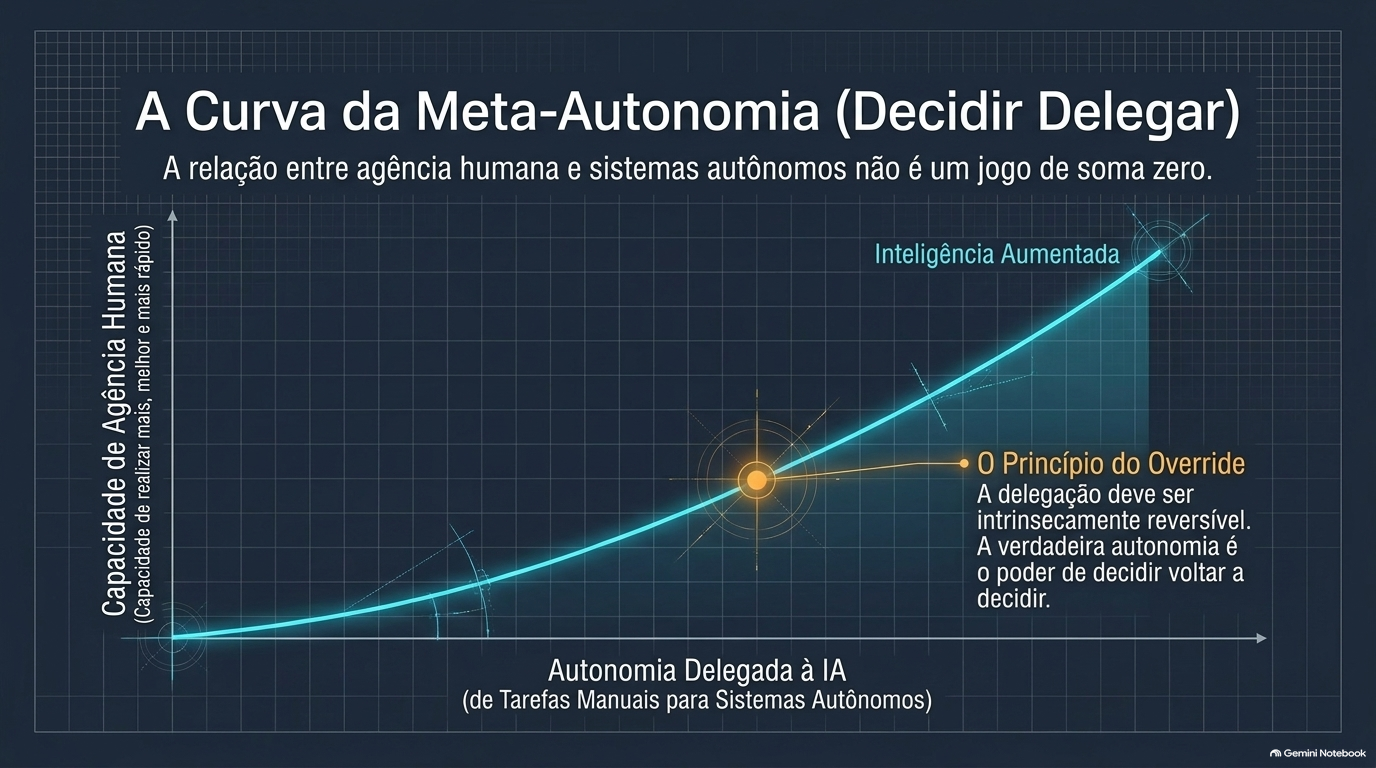 A Curva da Meta-Autonomia (Decidir Delegar)
A relação entre agência humana e sistemas autônomos não é um jogo de soma zero.
Capacidade de Agência Humana
(Capacidade de realizar mais, melhor e mais rápido)
Inteligência Aumentada
O Princípio do Override
A delegação deve ser
intrinsecamente reversível.
A verdadeira autonomia é
o poder de decidir voltar a
decidir.
Autonomia Delegada à IA
(de Tarefas Manuais para Sistemas Autônomos)
Gemini Notebook